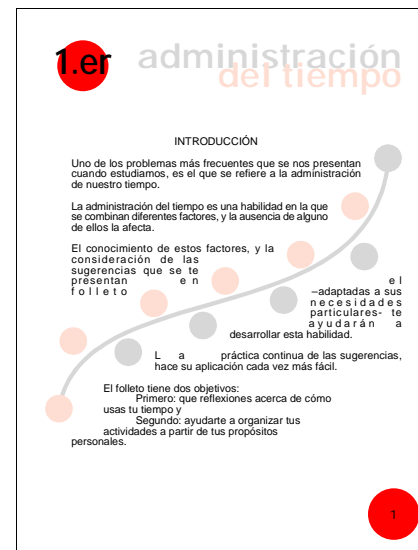 1.er
administración
del tiempo
INTRODUCCIÓN
Uno de los problemas más frecuentes que se nos presentan
cuando estudiamos, es el que se refiere a la administración
de nuestro tiempo.
La administración del tiempo es una habilidad en la que
se combinan diferentes factores, y la ausencia de alguno
de ellos la afecta.
El conocimiento de estos factores, y la
consideración de las
sugerencias que se te
presentan en el
folleto –adaptadas a sus
necesidades
particulares- te
ayudarán a
desarrollar esta habilidad.
La práctica continua de las sugerencias,
hace su aplicación cada vez más fácil.
El folleto tiene dos objetivos:
Primero: que reflexiones acerca de cómo
usas tu tiempo y
Segundo: ayudarte a organizar tus
actividades a partir de tus propósitos
personales.
1